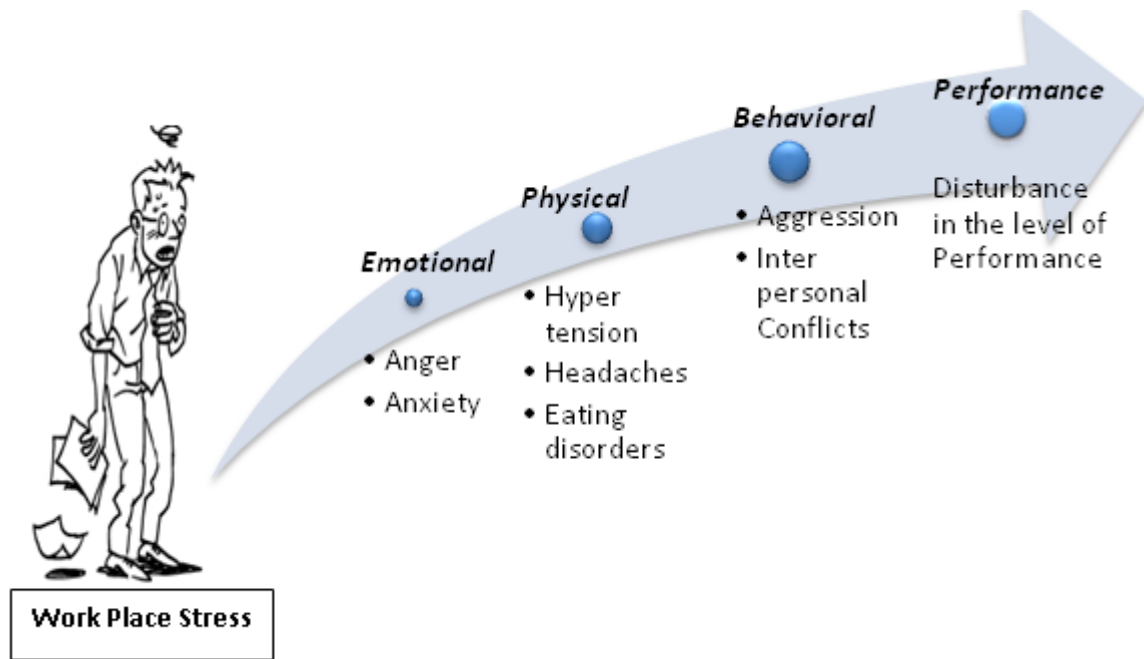 Emotional
• Anger
• Anxiety
Physical
• Hyper
tension
• Headaches
• Eating
disorders
Behavioral
• Aggression
• Inter
personal
Conflicts
Performance
Disturbance
in the level of
Performance
Work Place Stress